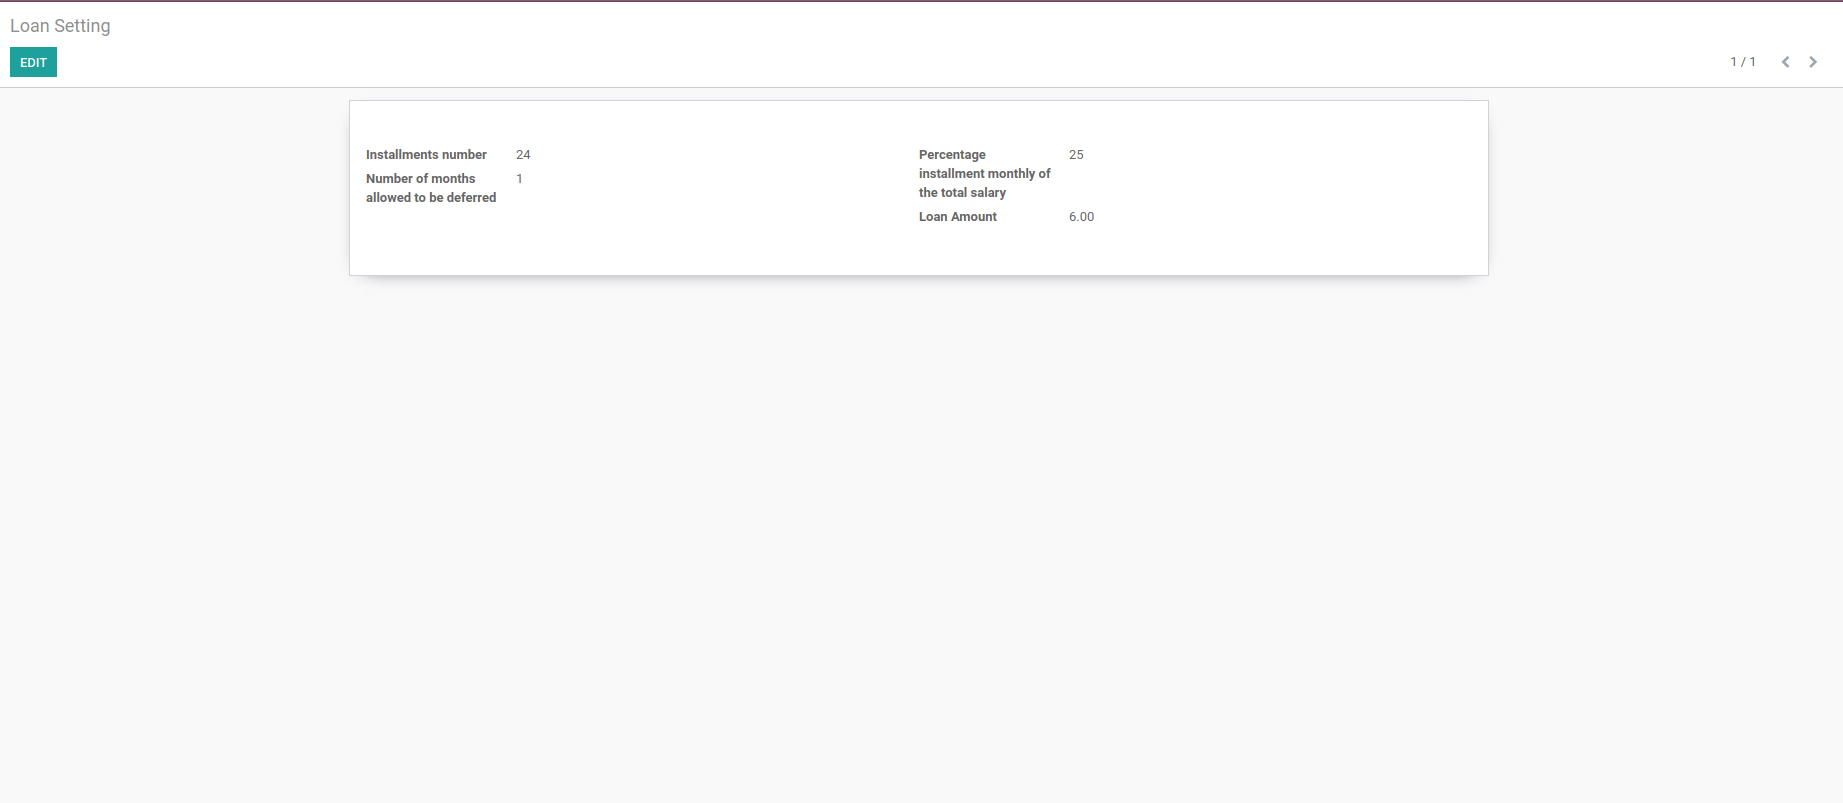 Loan Setting
EDIT
1 / 1
Installments number 24
Number of months 1
allowed to be deferred
Percentage 25
installment monthly of
the total salary
Loan Amount 6.00